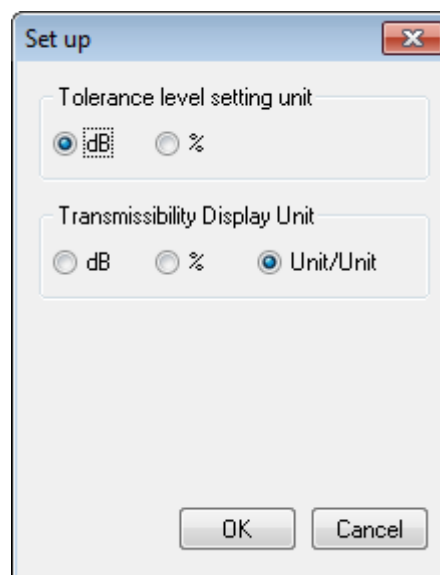 Set up
Tolerance level setting unit
dB %
Transmissibility Display Unit
dB % Unit/Unit
OK Cancel